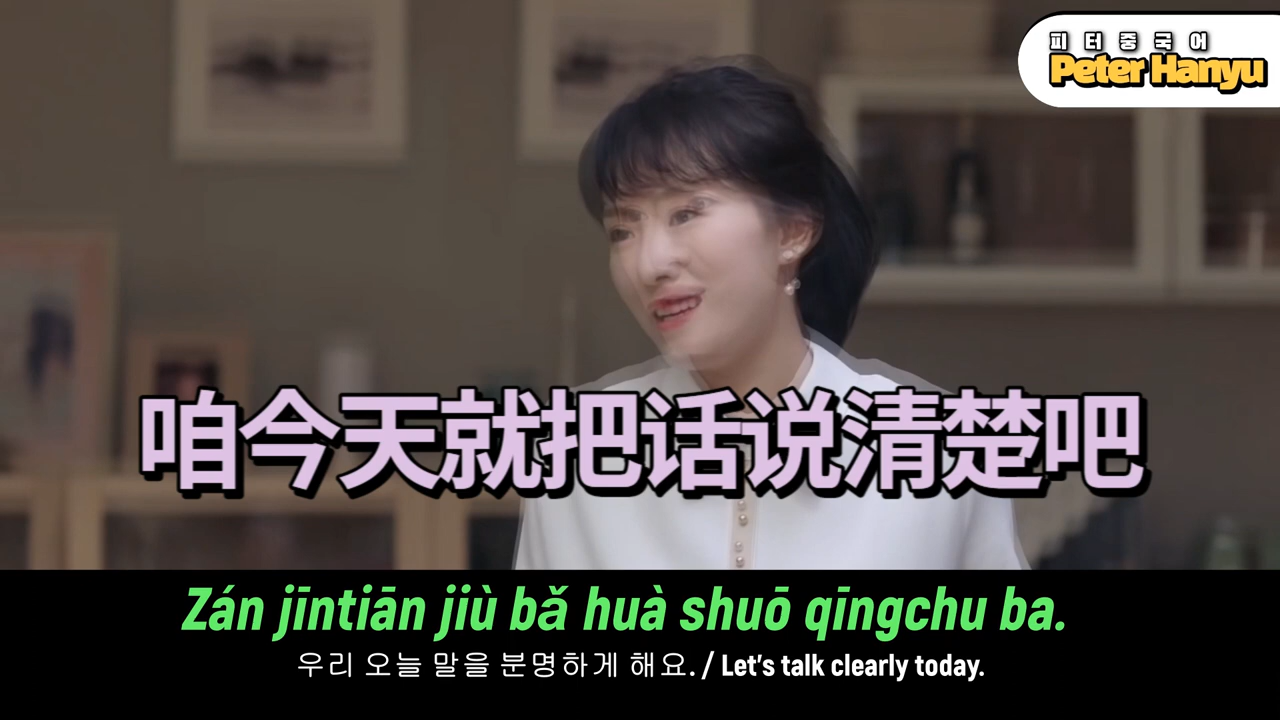 피터중국어
Peter Hanyu
咱今天就把话说清楚吧
Zán jīntiān jiù bǎ huà shuō qīngchu ba.
우리 오늘 말을 분명하게 해요. / Let's talk clearly today.